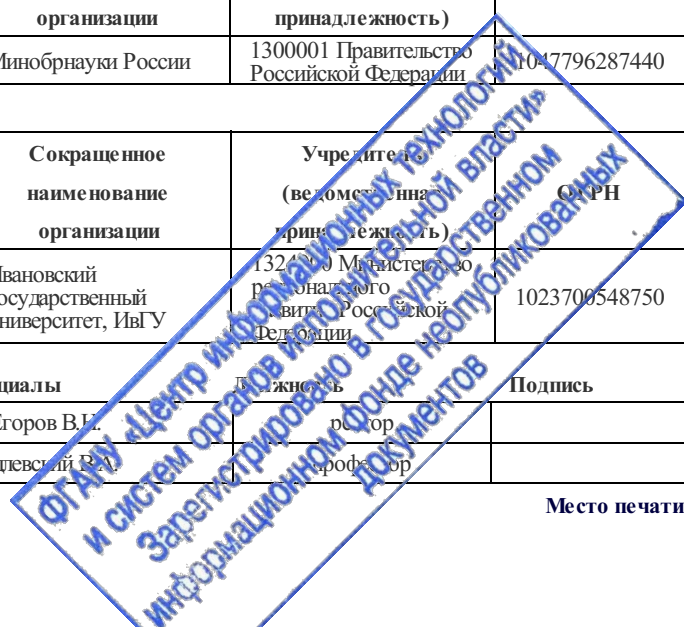 организации принадлежность)
Минобрнауки России 1300001 Правительство 1047796287440
Российской Федерации
Сокращенное Учредитель
наименование (ведомственная ОГРН
организации принадлежность)
Ивановский Министерство
государственный регионального
университет, ИвГУ развития Российской 1023700548750
Федерации
циалы Должность Подпись
Егоров В.Н. ректор
профессор
Место печати
ФГАНУ «Центр информационных технологий
и систем органов исполнительной власти»
Зарегистрировано в государственном
информационном фонде неопубликованных
документов